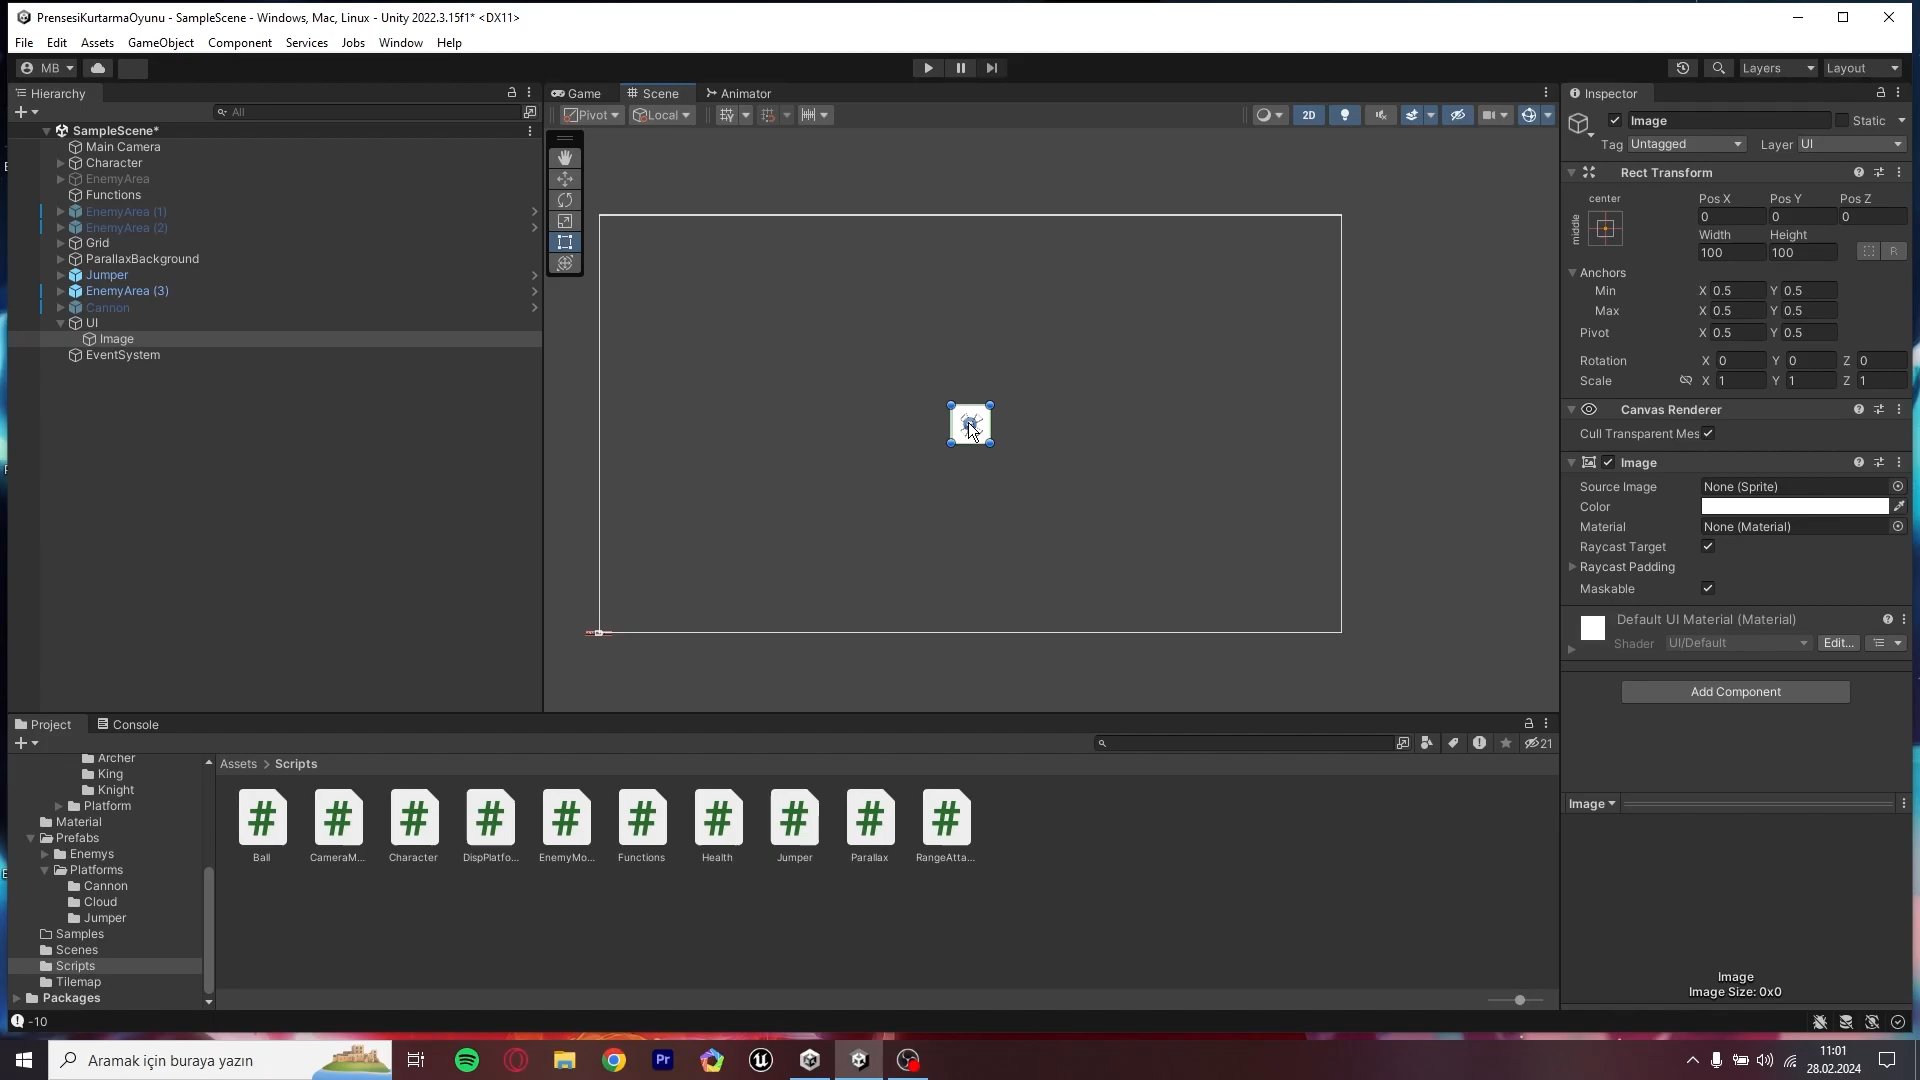 PrensesiKurtarmaOyunu - SampleScene - Windows, Mac, Linux - Unity 2022.3.15f1* <DX11>
File Edit Assets GameObject Component Services Jobs Window Help
MB Layers Layout
Hierarchy
All
SampleScene*
Main Camera
Character
EnemyArea
Functions
EnemyArea (1)
EnemyArea (2)
Grid
ParallaxBackground
Jumper
EnemyArea (3)
Cannon
UI
Image
EventSystem
Game Scene Animator
Pivot Local 2D
Inspector
Image Static
Tag Untagged Layer UI
Rect Transform
center Pos X Pos Y Pos Z
middle
0 0 0
Width Height
100 100 R
Anchors
Min X 0.5 Y 0.5
Max X 0.5 Y 0.5
Pivot X 0.5 Y 0.5
Rotation X 0 Y 0 Z 0
Scale X 1 Y 1 Z 1
Canvas Renderer
Cull Transparent Mes
Image
Source Image None (Sprite)
Color
Material None (Material)
Raycast Target
Raycast Padding
Maskable
Default UI Material (Material)
Shader UI/Default Edit...
Add Component
Image
Image
Image Size: 0x0
Project Console
21
Archer
King
Knight
Platform
Material
Prefabs
Enemys
Platforms
Cannon
Cloud
Jumper
Samples
Scenes
Scripts
Tilemap
Packages
Assets > Scripts
Ball CameraM... Character DispPlatfo... EnemyMo... Functions Health Jumper Parallax RangeAtta...
-10
Aramak için buraya yazın
Pr
11:01
28.02.2024